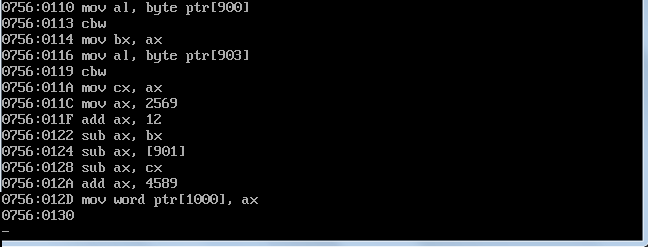 0756:0110 mov al, byte ptr[900]
0756:0113 cbw
0756:0114 mov bx, ax
0756:0116 mov al, byte ptr[903]
0756:0119 cbw
0756:011A mov cx, ax
0756:011C mov ax, 2569
0756:011F add ax, 12
0756:0122 sub ax, bx
0756:0124 sub ax, [901]
0756:0128 sub ax, cx
0756:012A add ax, 4589
0756:012D mov word ptr[1000], ax
0756:0130
_